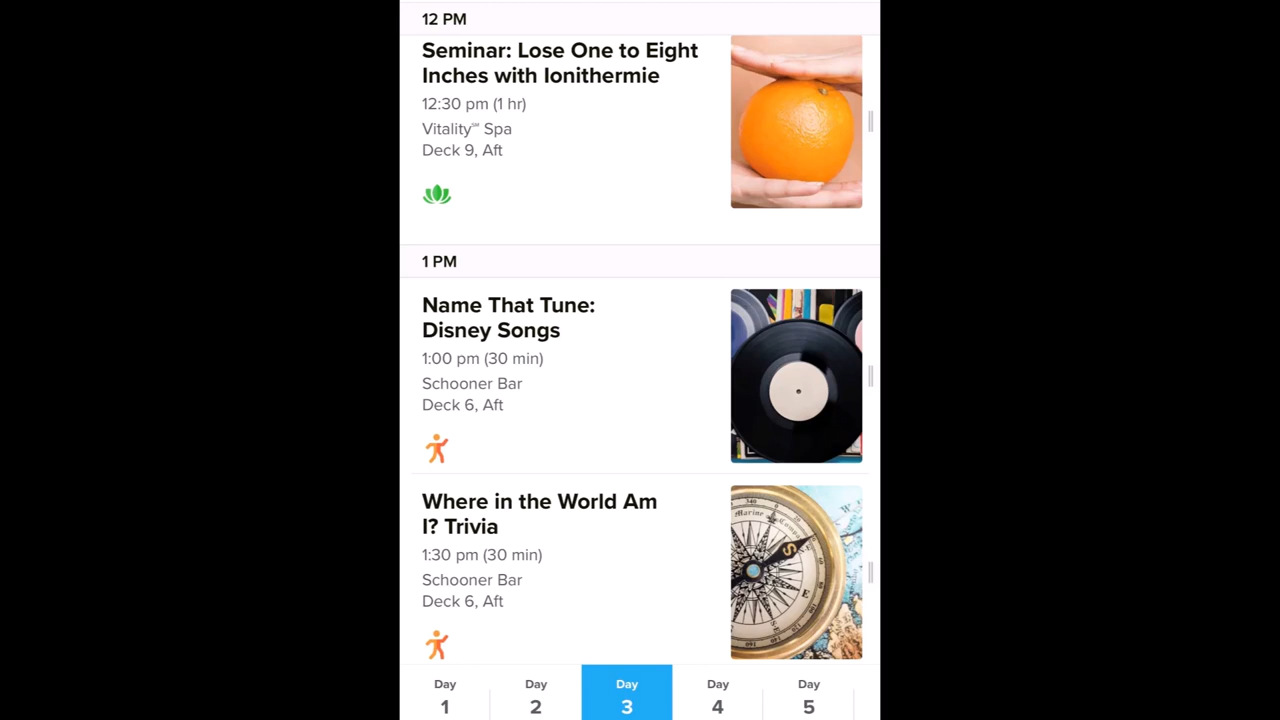 12 PM
Seminar: Lose One to Eight
Inches with Ionithermie
12:30 pm (1 hr)
Vitality℠ Spa
Deck 9, Aft
1 PM
Name That Tune:
Disney Songs
1:00 pm (30 min)
Schooner Bar
Deck 6, Aft
Where in the World Am
I? Trivia
1:30 pm (30 min)
Schooner Bar
Deck 6, Aft
Marine
S
E
Day Day Day Day Day
1 2 3 4 5